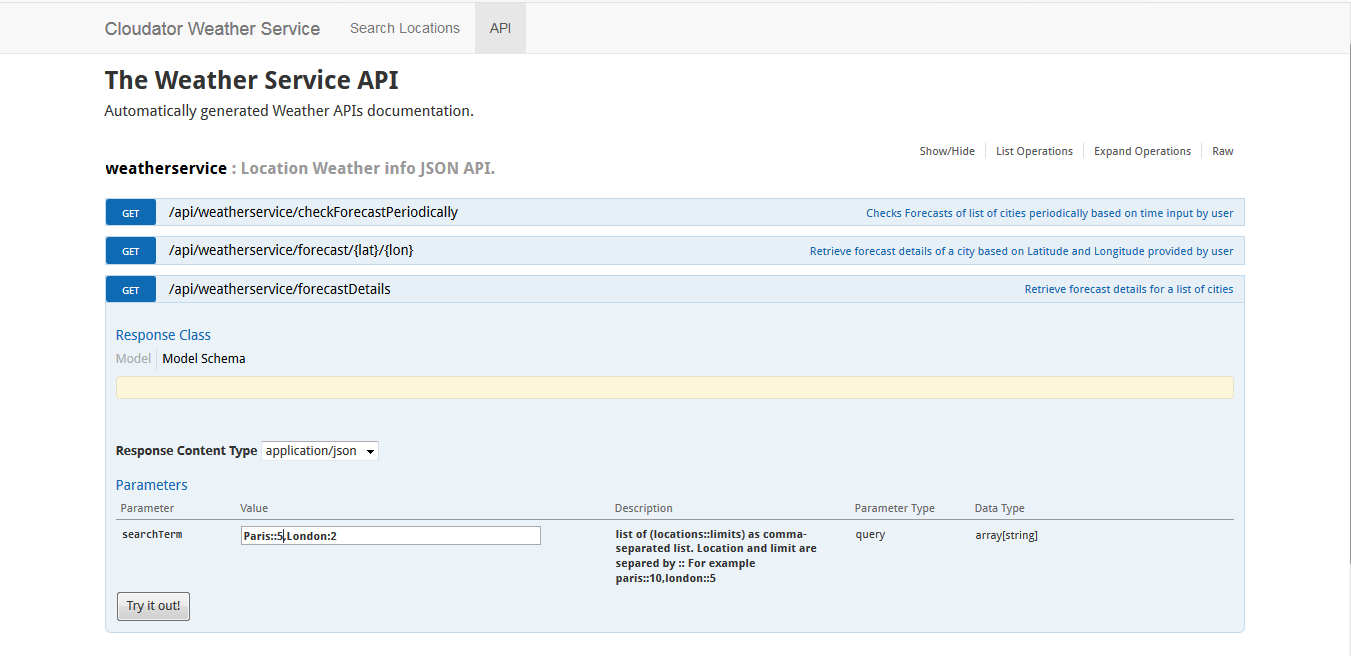 Cloudator Weather Service Search Locations API
The Weather Service API
Automatically generated Weather APIs documentation.
Show/Hide List Operations Expand Operations Raw
weatherservice : Location Weather info JSON API.
GET /api/weatherservice/checkForecastPeriodically Checks Forecasts of list of cities periodically based on time input by user
GET /api/weatherservice/forecast/{lat}/{lon} Retrieve forecast details of a city based on Latitude and Longitude provided by user
GET /api/weatherservice/forecastDetails Retrieve forecast details for a list of cities
Response Class
Model Model Schema
Response Content Type application/json
Parameters
Parameter Value Description Parameter Type Data Type
searchTerm Paris::5,London:2 list of (locations::limits) as comma- query array[string]
separated list. Location and limit are
separed by :: For example
paris::10,london::5
Try it out!